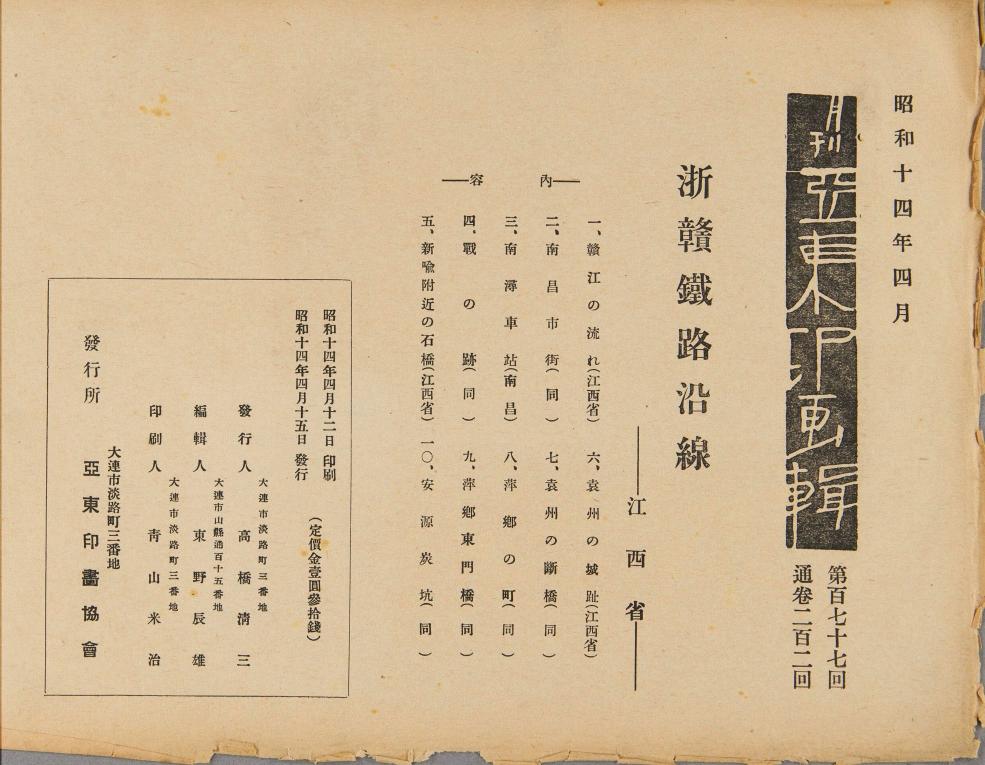 昭和十四年四月
月刊亞東印画輯
第百七十七回
通卷二百二回
浙贛鐵路沿線
江西省
內容
一、贛江の流れ(江西省)
二、南昌市街(同)
三、南潯車站(南昌)
四、戰の跡(同)
五、新喩附近の石橋(江西省)
六、袁州の城趾(江西省)
七、袁州の斷橋(同)
八、萍鄉の町(同)
九、萍鄉東門橋(同)
一〇、安源炭坑(同)
昭和十四年四月十二日印刷
昭和十四年四月十五日發行
(定價金壹圓參拾錢)
大連市淡路町三番地
發行人 高橋淸三
大連市山縣通百十五番地
編輯人 東野辰雄
大連市淡路町三番地
印刷人 靑山米治
大連市淡路町三番地
發行所 亞東印畫協會